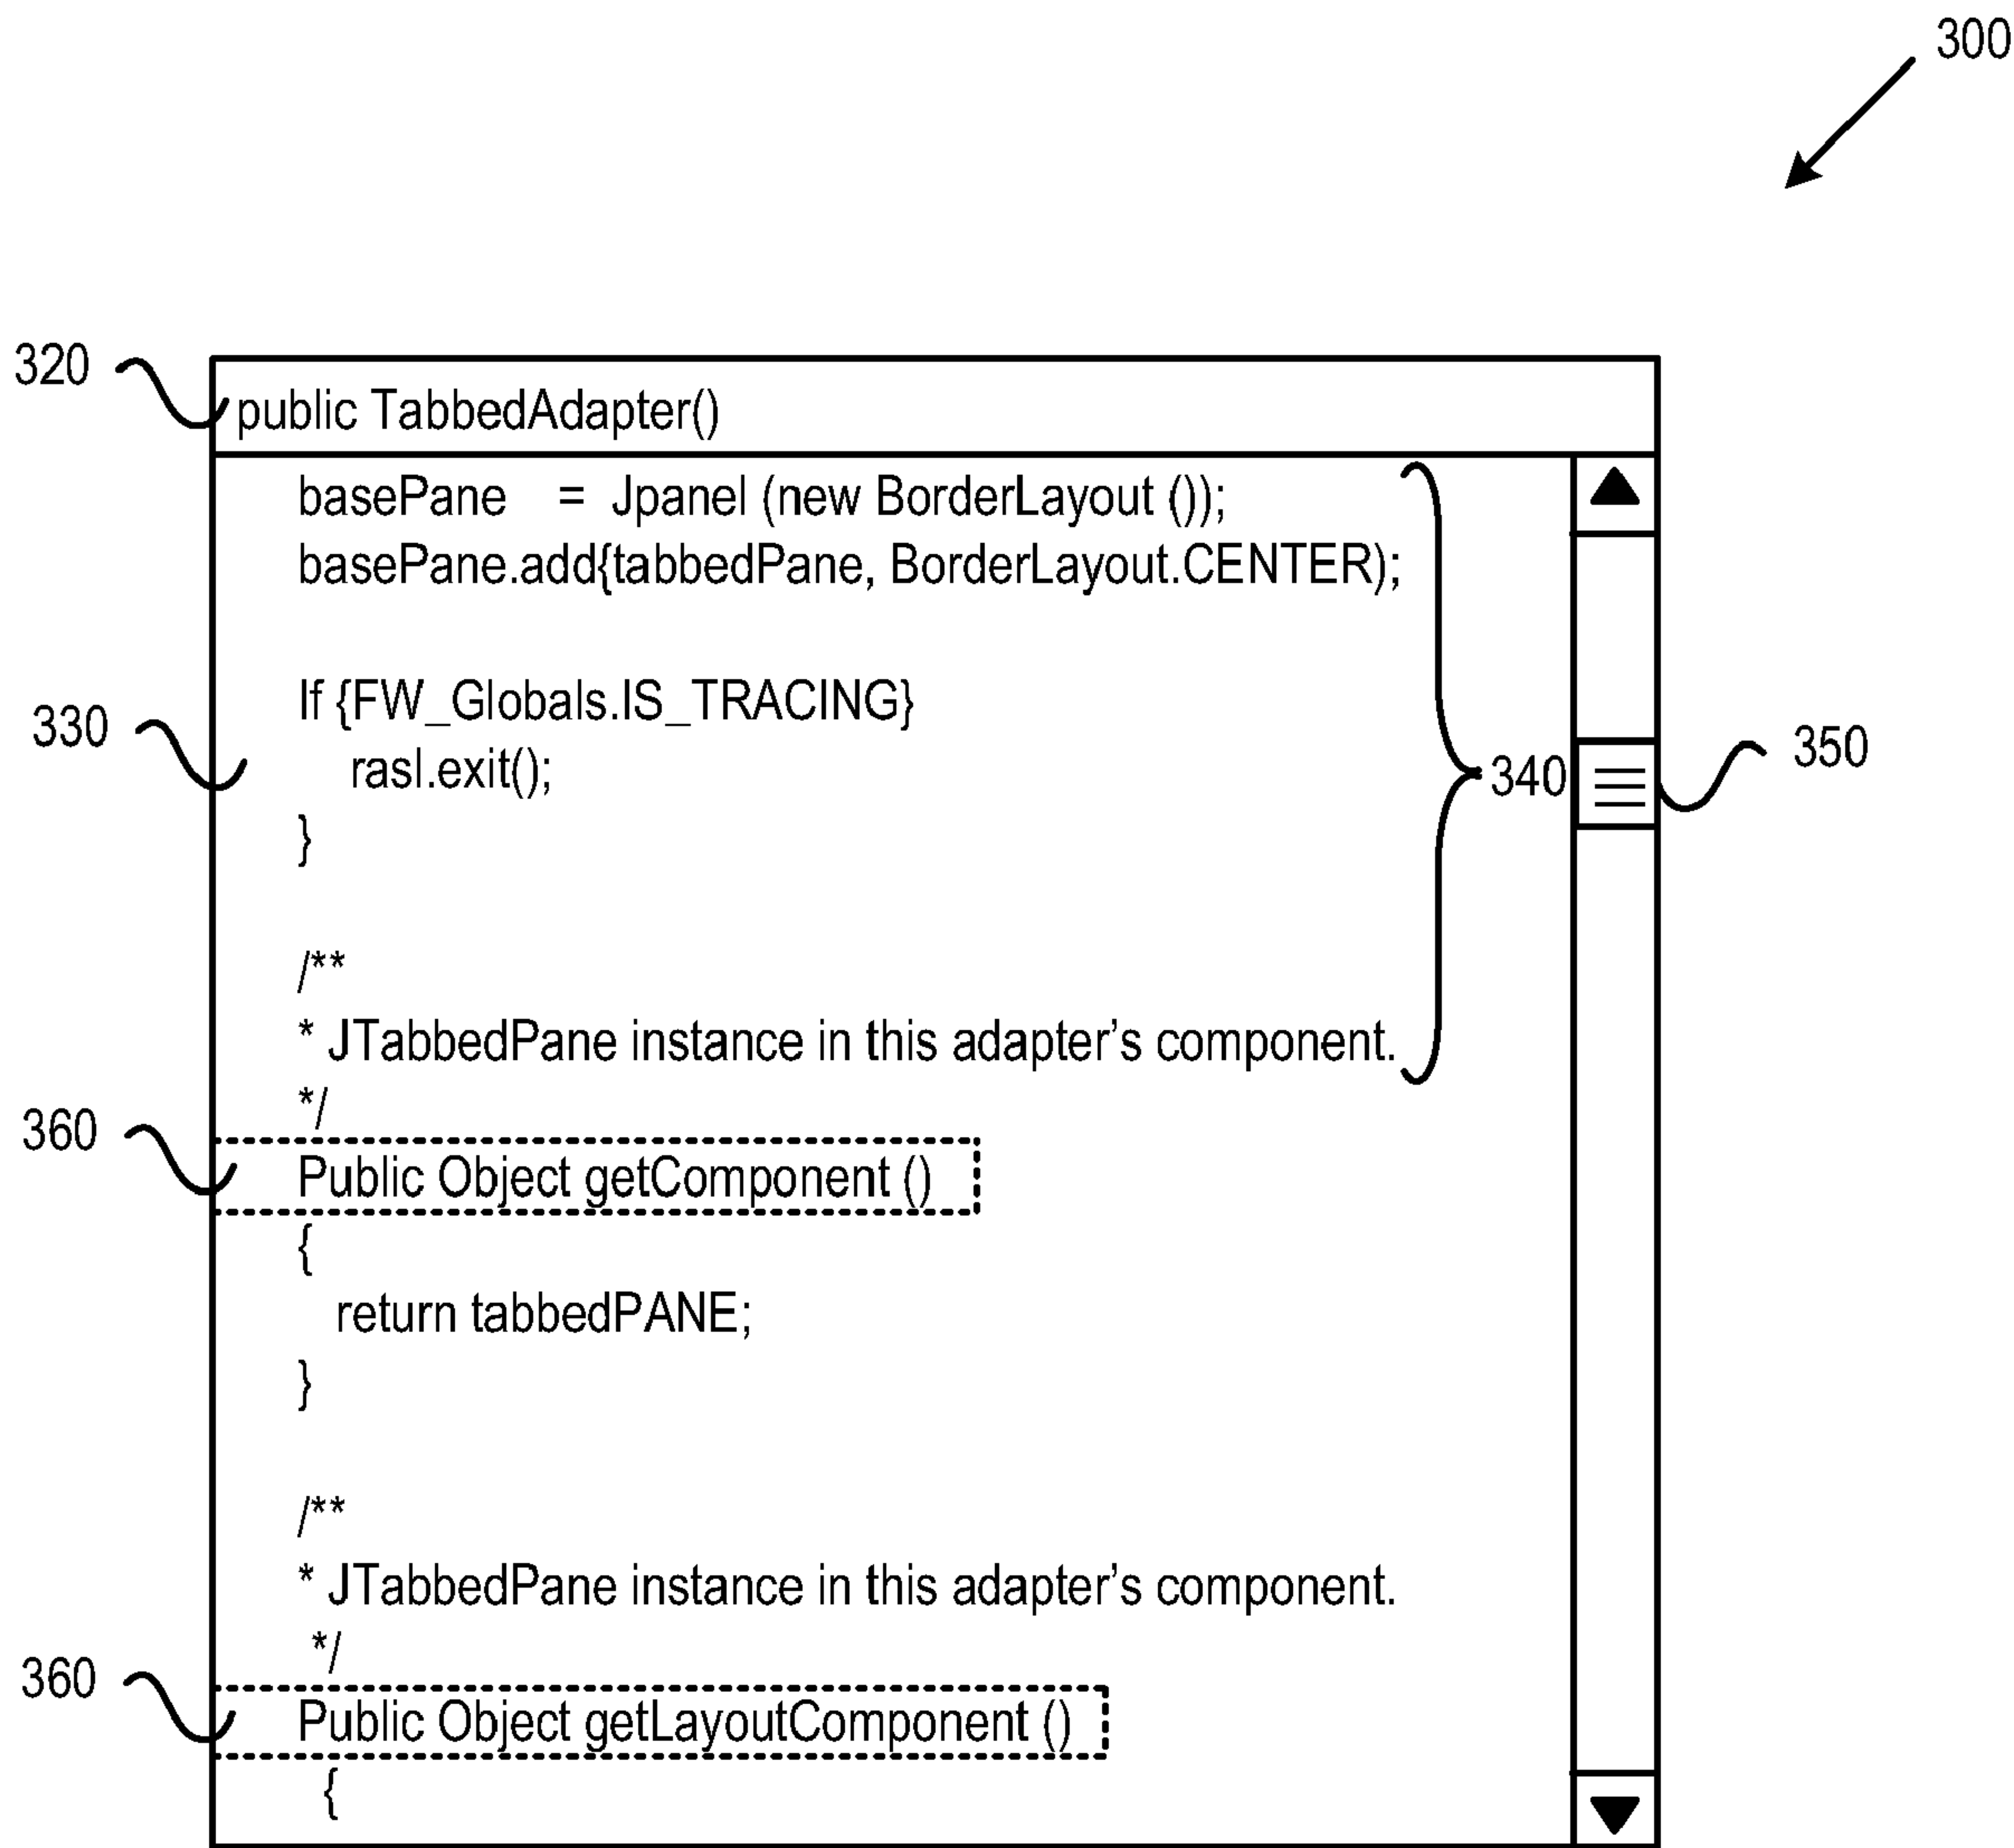 300
320
public TabbedAdapter()
basePane = Jpanel (new BorderLayout ());
basePane.add{tabbedPane, BorderLayout.CENTER);
If {FW_Globals.IS_TRACING}
330
rasl.exit();
340
350
}
/**
* JTabbedPane instance in this adapter’s component.
*/
360
Public Object getComponent ()
{
return tabbedPANE;
}
/**
* JTabbedPane instance in this adapter’s component.
*/
360
Public Object getLayoutComponent ()
{